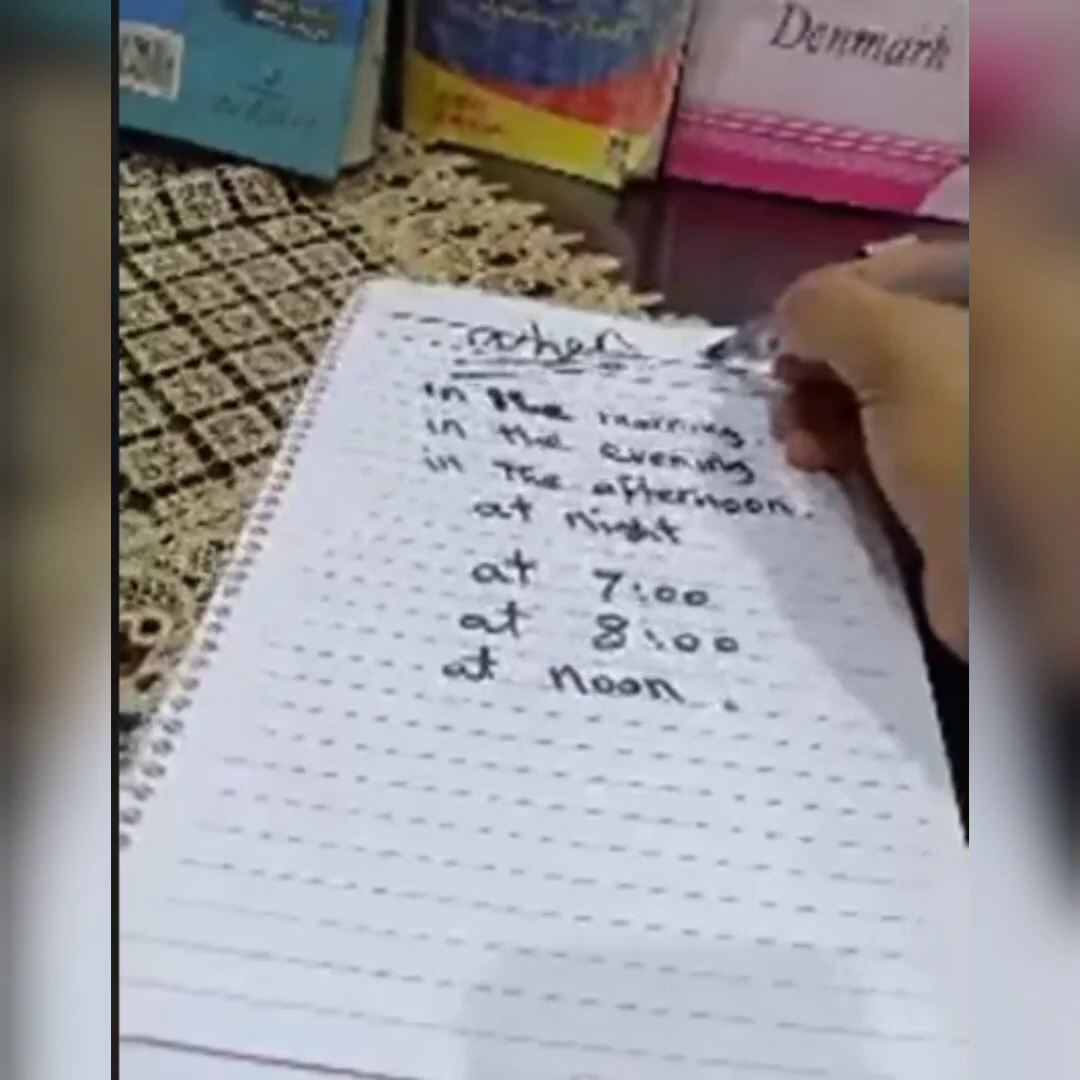 Denmark
when
in the morning.
in the evening
in the afternoon.
at night
at 7:00
at 8:00
at noon.